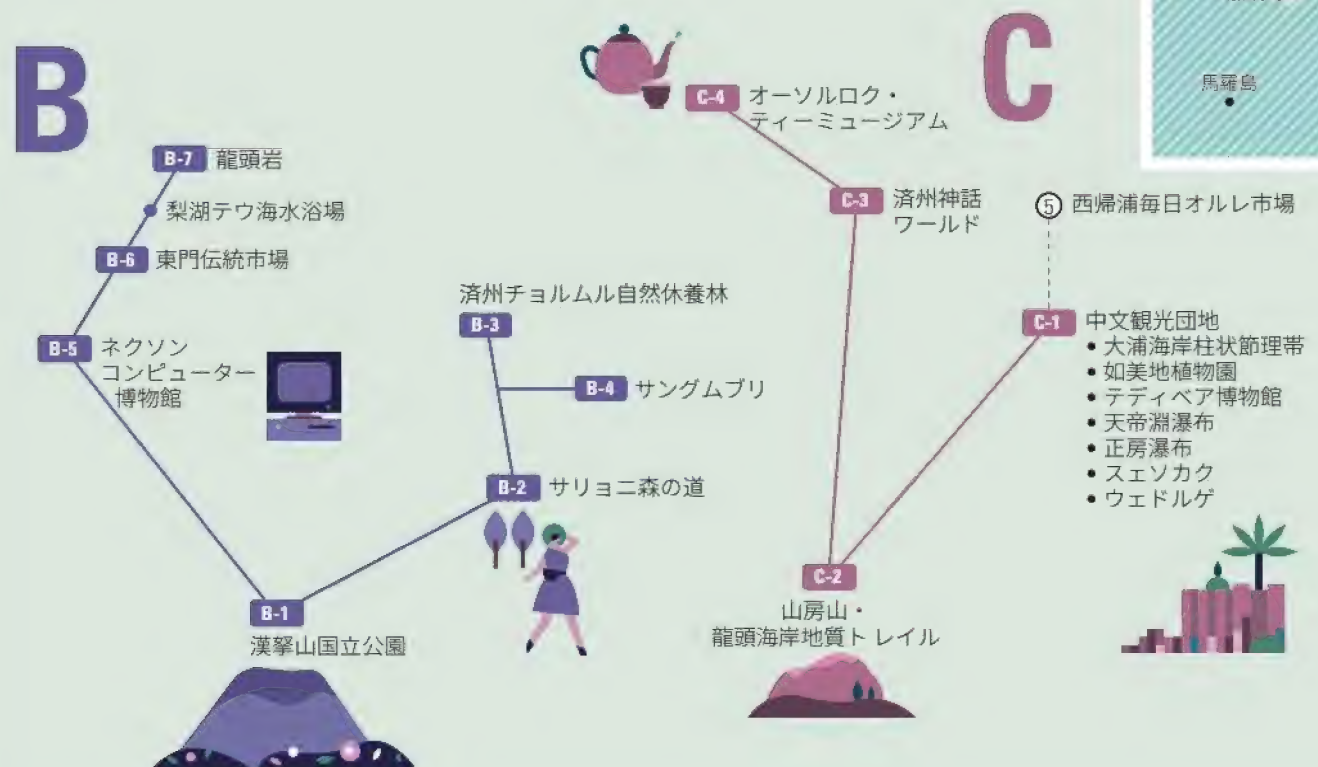 B
B-7 龍頭岩
梨湖テウ海水浴場
B-6 東門伝統市場
B-5 ネクソン
コンピューター
博物館
済州チョルムル自然休養林
B-3
B-4 サングムブリ
B-2 サリョニ森の道
B-1
漢拏山国立公園
C
C-4 オーソルロク・
ティーミュージアム
C-3 済州神話
ワールド
馬羅島
⑤ 西帰浦毎日オルレ市場
C-1 中文観光団地
• 大浦海岸柱状節理帯
• 如美地植物園
• テディベア博物館
• 天帝淵瀑布
• 正房瀑布
• スェソカク
• ウェドルゲ
C-2
山房山・
龍頭海岸地質トレイル